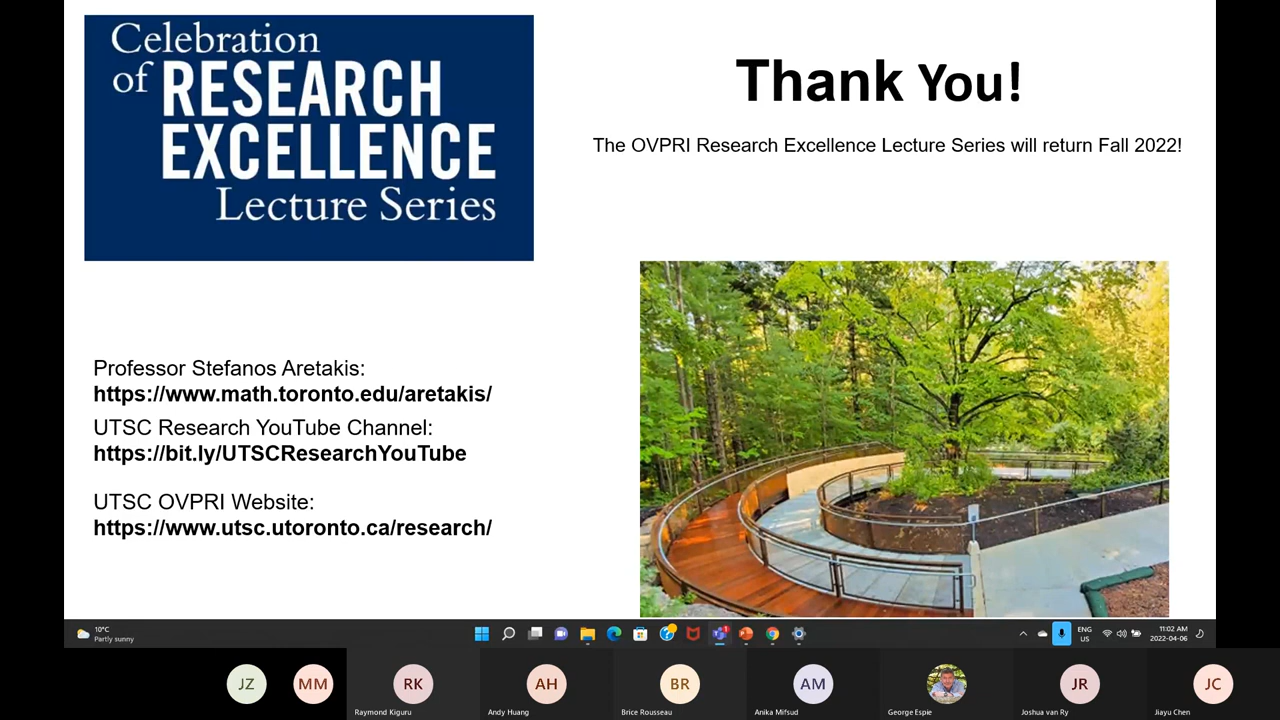 Celebration
of RESEARCH
EXCELLENCE
Lecture Series
Thank You!
The OVPRI Research Excellence Lecture Series will return Fall 2022!
Professor Stefanos Aretakis:
https://www.math.toronto.edu/aretakis/
UTSC Research YouTube Channel:
https://bit.ly/UTSCResearchYouTube
UTSC OVPRI Website:
https://www.utsc.utoronto.ca/research/
10°C
Partly sunny
ENG
US
11:02 AM
2022-04-06
JZ
MM
RK
AH
BR
AM
JR
JC
Raymond Kiguru
Andy Huang
Brice Rousseau
Anika Mifsud
George Espie
Joshua van Ry
Jiayu Chen